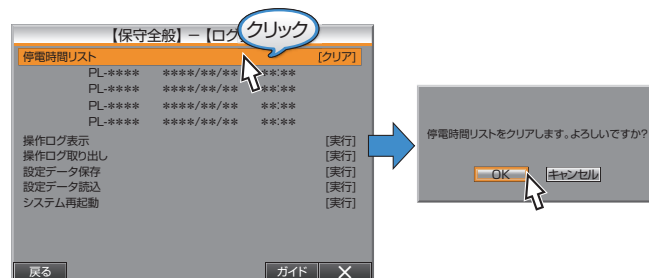 【保守全般】－【ログ
クリック
停電時間リスト [クリア]
PL-**** ****/**/** **:**
PL-**** ****/**/** **:**
PL-**** ****/**/** **:**
PL-**** ****/**/** **:**
操作ログ表示 [実行]
操作ログ取り出し [実行]
設定データ保存 [実行]
設定データ読込 [実行]
システム再起動 [実行]
戻る ガイド ×
停電時間リストをクリアします。よろしいですか?
OK キャンセル